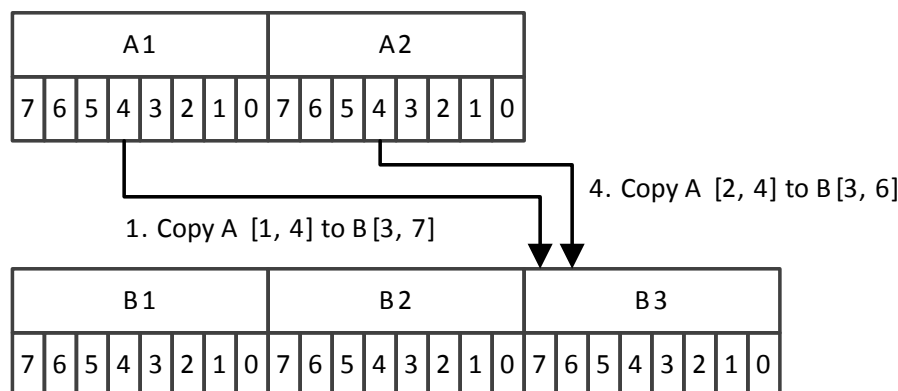 A1 A2
7 6 5 4 3 2 1 0 7 6 5 4 3 2 1 0
4. Copy A [2, 4] to B [3, 6]
1. Copy A [1, 4] to B [3, 7]
B1 B2 B3
7 6 5 4 3 2 1 0 7 6 5 4 3 2 1 0 7 6 5 4 3 2 1 0